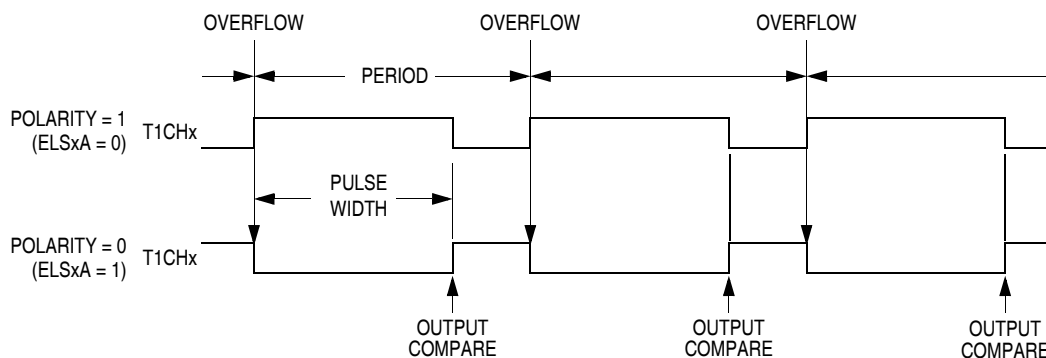 OVERFLOW OVERFLOW OVERFLOW
PERIOD
POLARITY = 1
(ELSxA = 0)
T1CHx
PULSE
WIDTH
POLARITY = 0
(ELSxA = 1)
T1CHx
OUTPUT
COMPARE
OUTPUT
COMPARE
OUTPUT
COMPARE